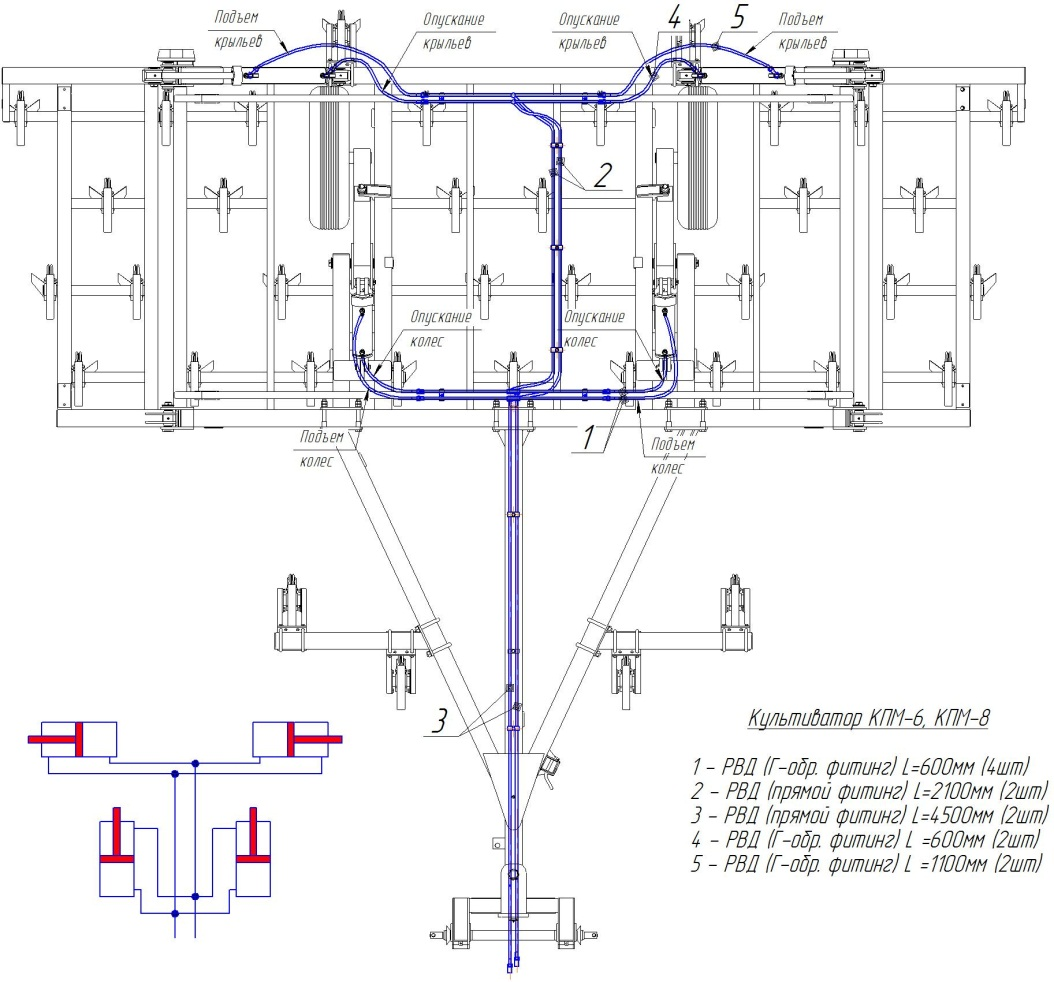 Подъем
крыльев
Опускание
крыльев
Опускание
крыльев
4
5
Подъем
крыльев
2
Опускание
колес
Опускание
колес
Подъем
колес
1
Подъем
колес
3
Культиватор КПМ-6, КПМ-8
1 - РВД (Г-обр. фитинг) L=600мм (4шт)
2 - РВД (прямой фитинг) L=2100мм (2шт)
3 - РВД (прямой фитинг) L=4500мм (2шт)
4 - РВД (Г-обр. фитинг) L =600мм (2шт)
5 - РВД (Г-обр. фитинг) L =1100мм (2шт)